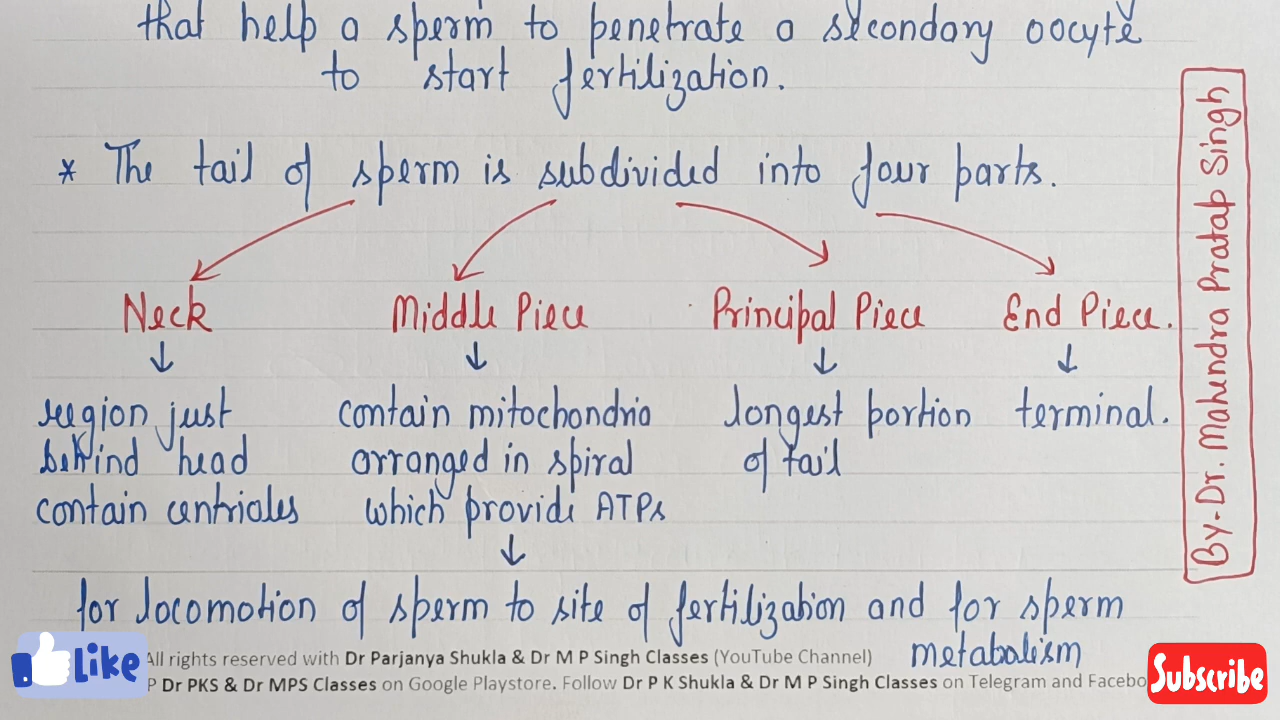 that help a sperm to penetrate a secondary oocyte
to start fertilization.
* The tail of sperm is subdivided into four parts.
Neck Middle Piece Principal Piece End Piece.
region just contain mitochondria longest portion terminal.
behind head arranged in spiral of tail
contain centrioles which provide ATPs
for locomotion of sperm to site of fertilization and for sperm
metabolism
By-Dr. Mahendra Pratap Singh
Like
All rights reserved with Dr Parjanya Shukla & Dr M P Singh Classes (YouTube Channel)
P Dr PKS & Dr MPS Classes on Google Playstore. Follow Dr P K Shukla & Dr M P Singh Classes on Telegram and Facebo
Subscribe